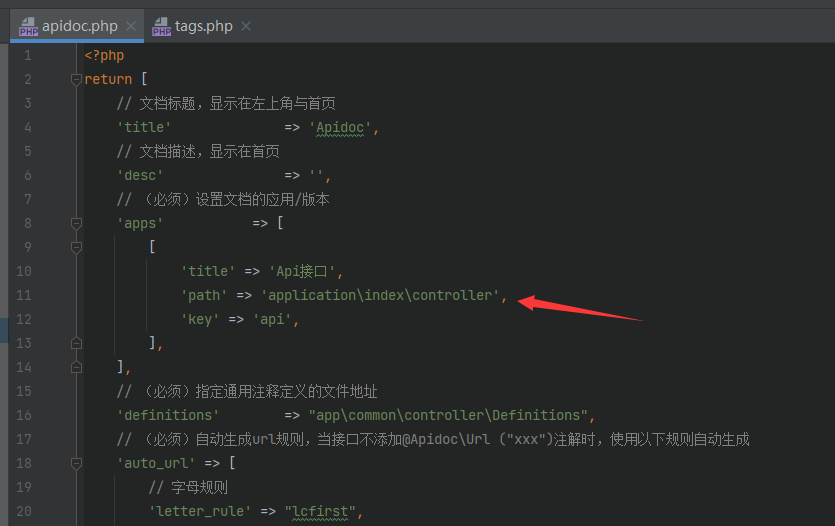 apidoc.php tags.php
1 <?php
2 return [
3 // 文档标题，显示在左上角与首页
4 'title' => 'Apidoc',
5 // 文档描述，显示在首页
6 'desc' => '',
7 // （必须）设置文档的应用/版本
8 'apps' => [
9 [
10 'title' => 'Api接口',
11 'path' => 'application\index\controller',
12 'key' => 'api',
13 ],
14 ],
15 // （必须）指定通用注释定义的文件地址
16 'definitions' => "app\common\controller\Definitions",
17 // （必须）自动生成url规则，当接口不添加@Apidoc\Url ("xxx")注解时，使用以下规则自动生成
18 'auto_url' => [
19 // 字母规则
20 'letter_rule' => "lcfirst",